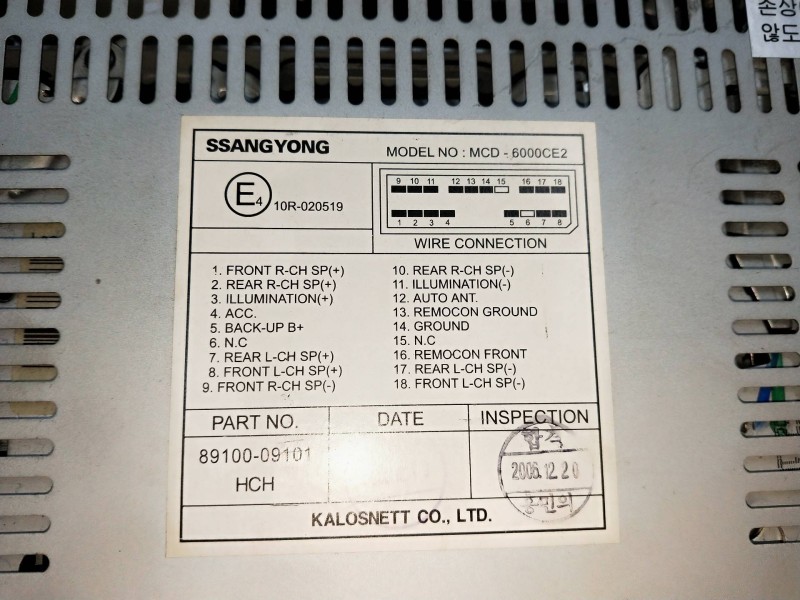 손상
않도
SSANGYONG
MODEL NO : MCD - 6000CE2
E4 10R-020519
9 10 11 12 13 14 15 16 17 18
1 2 3 4 5 6 7 8
WIRE CONNECTION
1. FRONT R-CH SP(+)
2. REAR R-CH SP(+)
3. ILLUMINATION(+)
4. ACC.
5. BACK-UP B+
6. N.C
7. REAR L-CH SP(+)
8. FRONT L-CH SP(+)
9. FRONT R-CH SP(-)
10. REAR R-CH SP(-)
11. ILLUMINATION(-)
12. AUTO ANT.
13. REMOCON GROUND
14. GROUND
15. N.C
16. REMOCON FRONT
17. REAR L-CH SP(-)
18. FRONT L-CH SP(-)
PART NO. DATE INSPECTION
89100-09101
HCH
합격
2006.12.20
KALOSNETT CO., LTD.